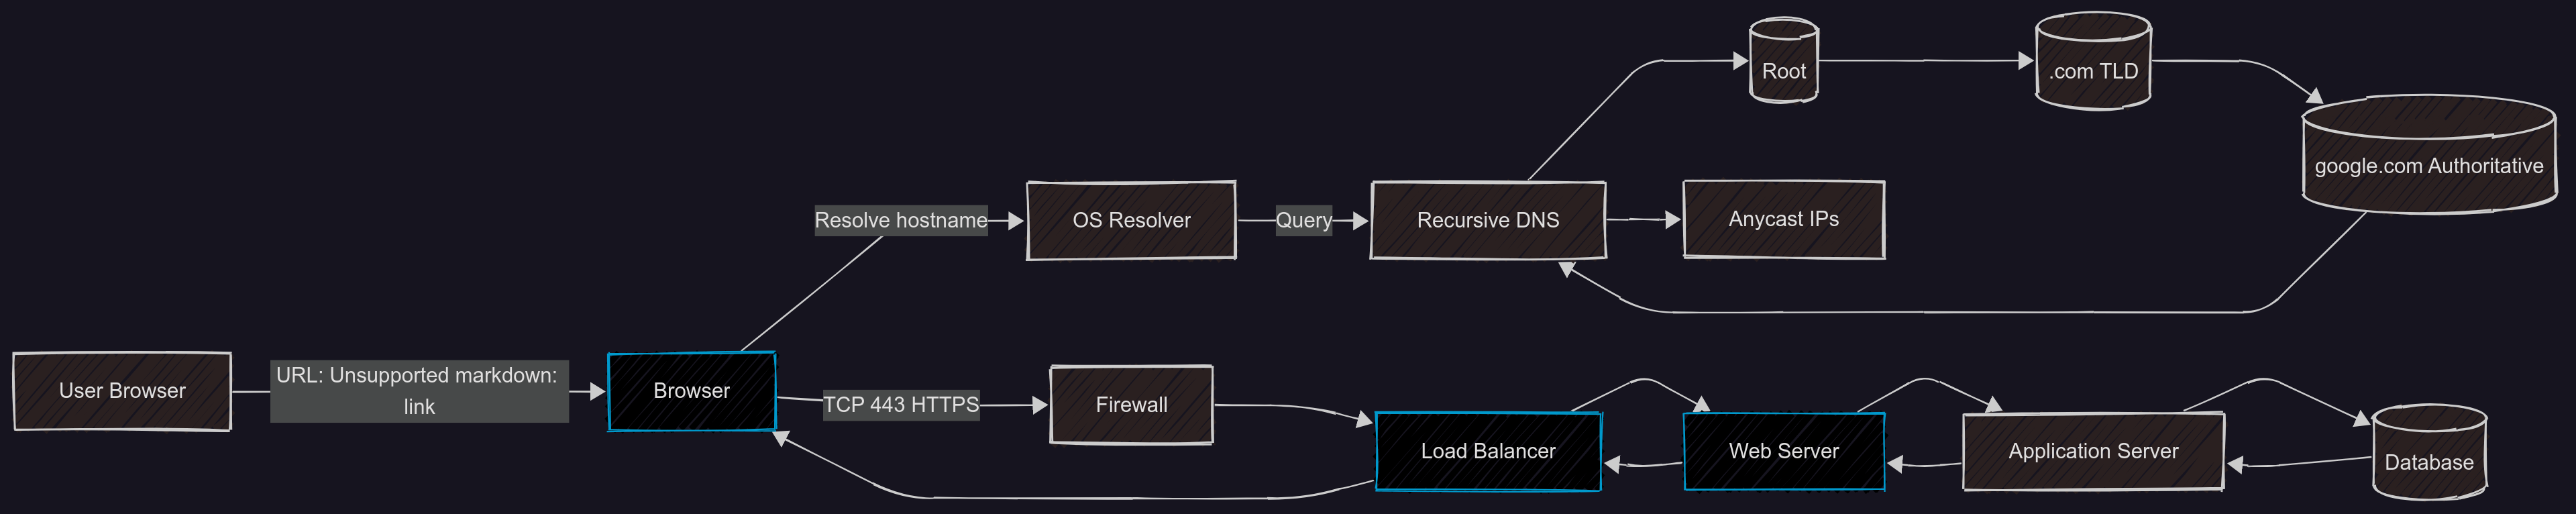 Root
.com TLD
google.com Authoritative
Resolve hostname
OS Resolver
Query
Recursive DNS
Anycast IPs
User Browser
URL: Unsupported markdown:
link
Browser
TCP 443 HTTPS
Firewall
Load Balancer
Web Server
Application Server
Database